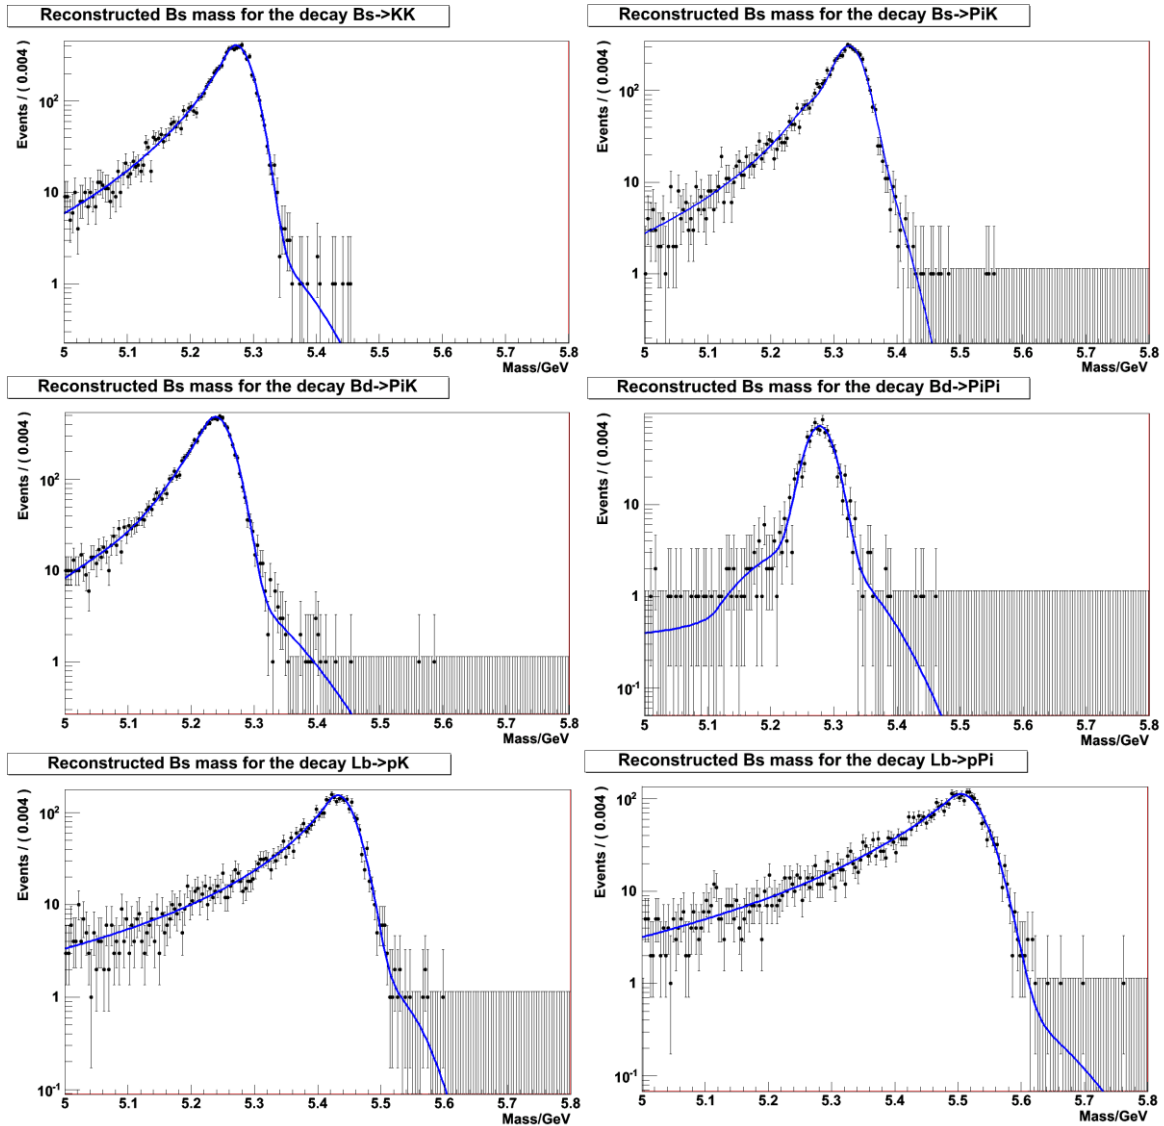 Reconstructed Bs mass for the decay Bs->KK
Events / ( 0.004 )
10²
10
1
5 5.1 5.2 5.3 5.4 5.5 5.6 5.7 5.8
Mass/GeV
Reconstructed Bs mass for the decay Bs->PiK
Events / ( 0.004 )
10²
10
1
5 5.1 5.2 5.3 5.4 5.5 5.6 5.7 5.8
Mass/GeV
Reconstructed Bs mass for the decay Bd->PiK
Events / ( 0.004 )
10²
10
1
5 5.1 5.2 5.3 5.4 5.5 5.6 5.7 5.8
Mass/GeV
Reconstructed Bs mass for the decay Bd->PiPi
Events / ( 0.004 )
10
1
10⁻¹
5 5.1 5.2 5.3 5.4 5.5 5.6 5.7 5.8
Mass/GeV
Reconstructed Bs mass for the decay Lb->pK
Events / ( 0.004 )
10²
10
1
10⁻¹
5 5.1 5.2 5.3 5.4 5.5 5.6 5.7 5.8
Mass/GeV
Reconstructed Bs mass for the decay Lb->pPi
Events / ( 0.004 )
10²
10
1
10⁻¹
5 5.1 5.2 5.3 5.4 5.5 5.6 5.7 5.8
Mass/GeV